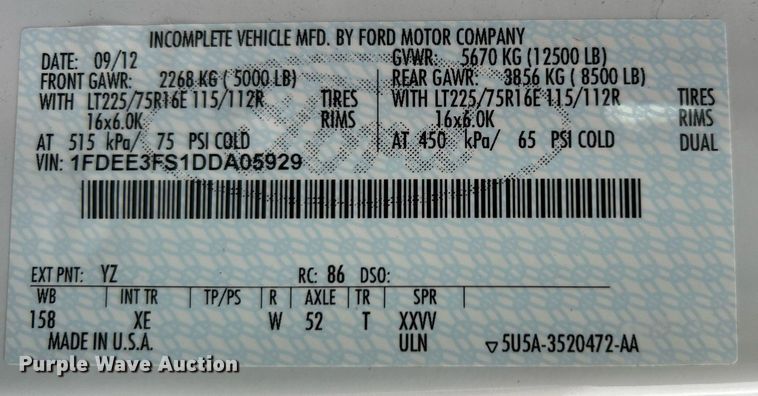 INCOMPLETE VEHICLE MFD. BY FORD MOTOR COMPANY
DATE: 09/12 GVWR: 5670 KG (12500 LB)
FRONT GAWR: 2268 KG ( 5000 LB) REAR GAWR: 3856 KG ( 8500 LB)
WITH LT225/75R16E 115/112R TIRES WITH LT225/75R16E 115/112R TIRES
16x6.0K RIMS 16x6.0K RIMS
AT 515 kPa/ 75 PSI COLD AT 450 kPa/ 65 PSI COLD DUAL
VIN: 1FDEE3FS1DDA05929
EXT PNT: YZ RC: 86 DSO:
WB INT TR TP/PS R AXLE TR SPR
158 XE W 52 T XXVV
MADE IN U.S.A. ULN ▽5U5A-3520472-AA
Purple Wave Auction